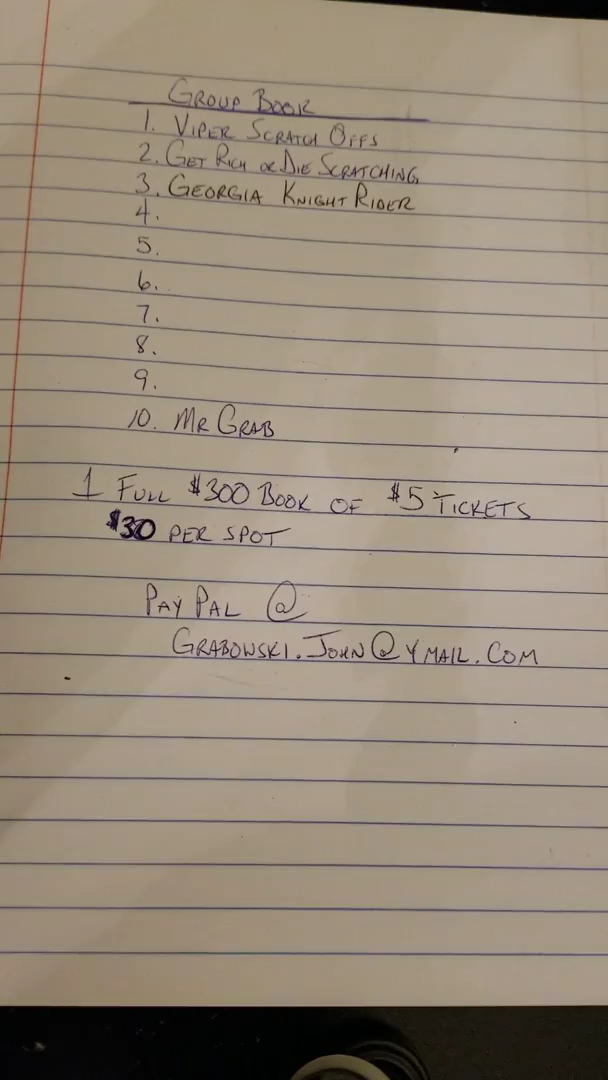 GROUP BOOK
1. VIPER SCRATCH OFFS
2. GET RICH OR DIE SCRATCHING
3. GEORGIA KNIGHT RIDER
4.
5.
6.
7.
8.
9.
10. MR GRAB
1 FULL $300 BOOK OF $5 TICKETS
$30 PER SPOT
PAYPAL @
GRABOWSKI.JOHN@YMAIL.COM